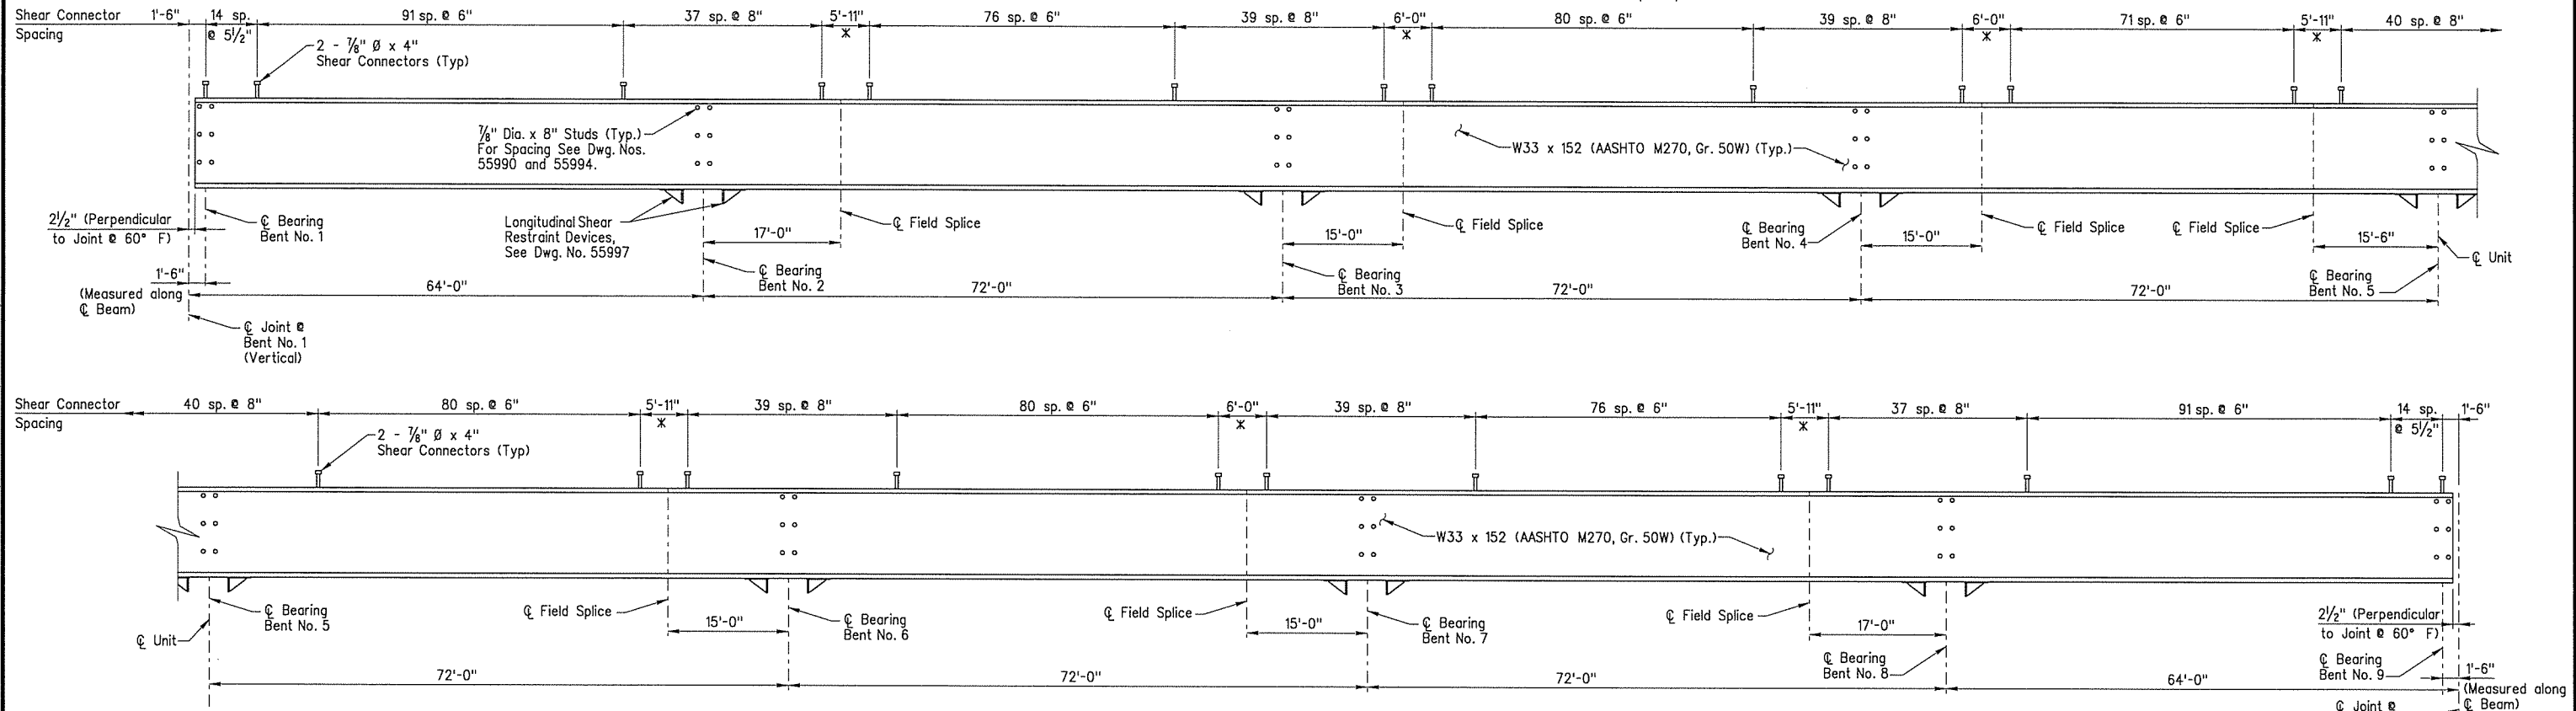 Shear Connector Spacing 1'-6" 14 sp. @ 5½" 91 sp. @ 6" 37 sp. @ 8" 5'-11" ж 76 sp. @ 6" 39 sp. @ 8" 6'-0" ж 80 sp. @ 6" 39 sp. @ 8" 6'-0" ж 71 sp. @ 6" 5'-11" ж 40 sp. @ 8"
2 - ⅞" Ø x 4"
Shear Connectors (Typ)
⅞" Dia. x 8" Studs (Typ.)
For Spacing See Dwg. Nos.
55990 and 55994.
W33 x 152 (AASHTO M270, Gr. 50W) (Typ.)
2½" (Perpendicular
to Joint @ 60° F)
℄ Bearing
Bent No. 1
Longitudinal Shear
Restraint Devices,
See Dwg. No. 55997
17'-0"
℄ Field Splice
15'-0"
℄ Field Splice
℄ Bearing
Bent No. 4
15'-0"
℄ Field Splice
℄ Field Splice
15'-6"
℄ Unit
1'-6"
(Measured along
℄ Beam)
64'-0"
℄ Bearing
Bent No. 2
72'-0"
℄ Bearing
Bent No. 3
72'-0"
72'-0"
℄ Bearing
Bent No. 5
℄ Joint @
Bent No. 1
(Vertical)
Shear Connector Spacing 40 sp. @ 8" 80 sp. @ 6" 5'-11" ж 39 sp. @ 8" 80 sp. @ 6" 6'-0" ж 39 sp. @ 8" 76 sp. @ 6" 5'-11" ж 37 sp. @ 8" 91 sp. @ 6" 14 sp. @ 5½" 1'-6"
2 - ⅞" Ø x 4"
Shear Connectors (Typ)
W33 x 152 (AASHTO M270, Gr. 50W) (Typ.)
℄ Unit
℄ Bearing
Bent No. 5
℄ Field Splice
15'-0"
℄ Bearing
Bent No. 6
℄ Field Splice
15'-0"
℄ Bearing
Bent No. 7
℄ Field Splice
17'-0"
℄ Bearing
Bent No. 8
2½" (Perpendicular
to Joint @ 60° F)
℄ Bearing
Bent No. 9
1'-6"
(Measured along
℄ Beam)
72'-0"
72'-0"
72'-0"
64'-0"
℄ Joint @